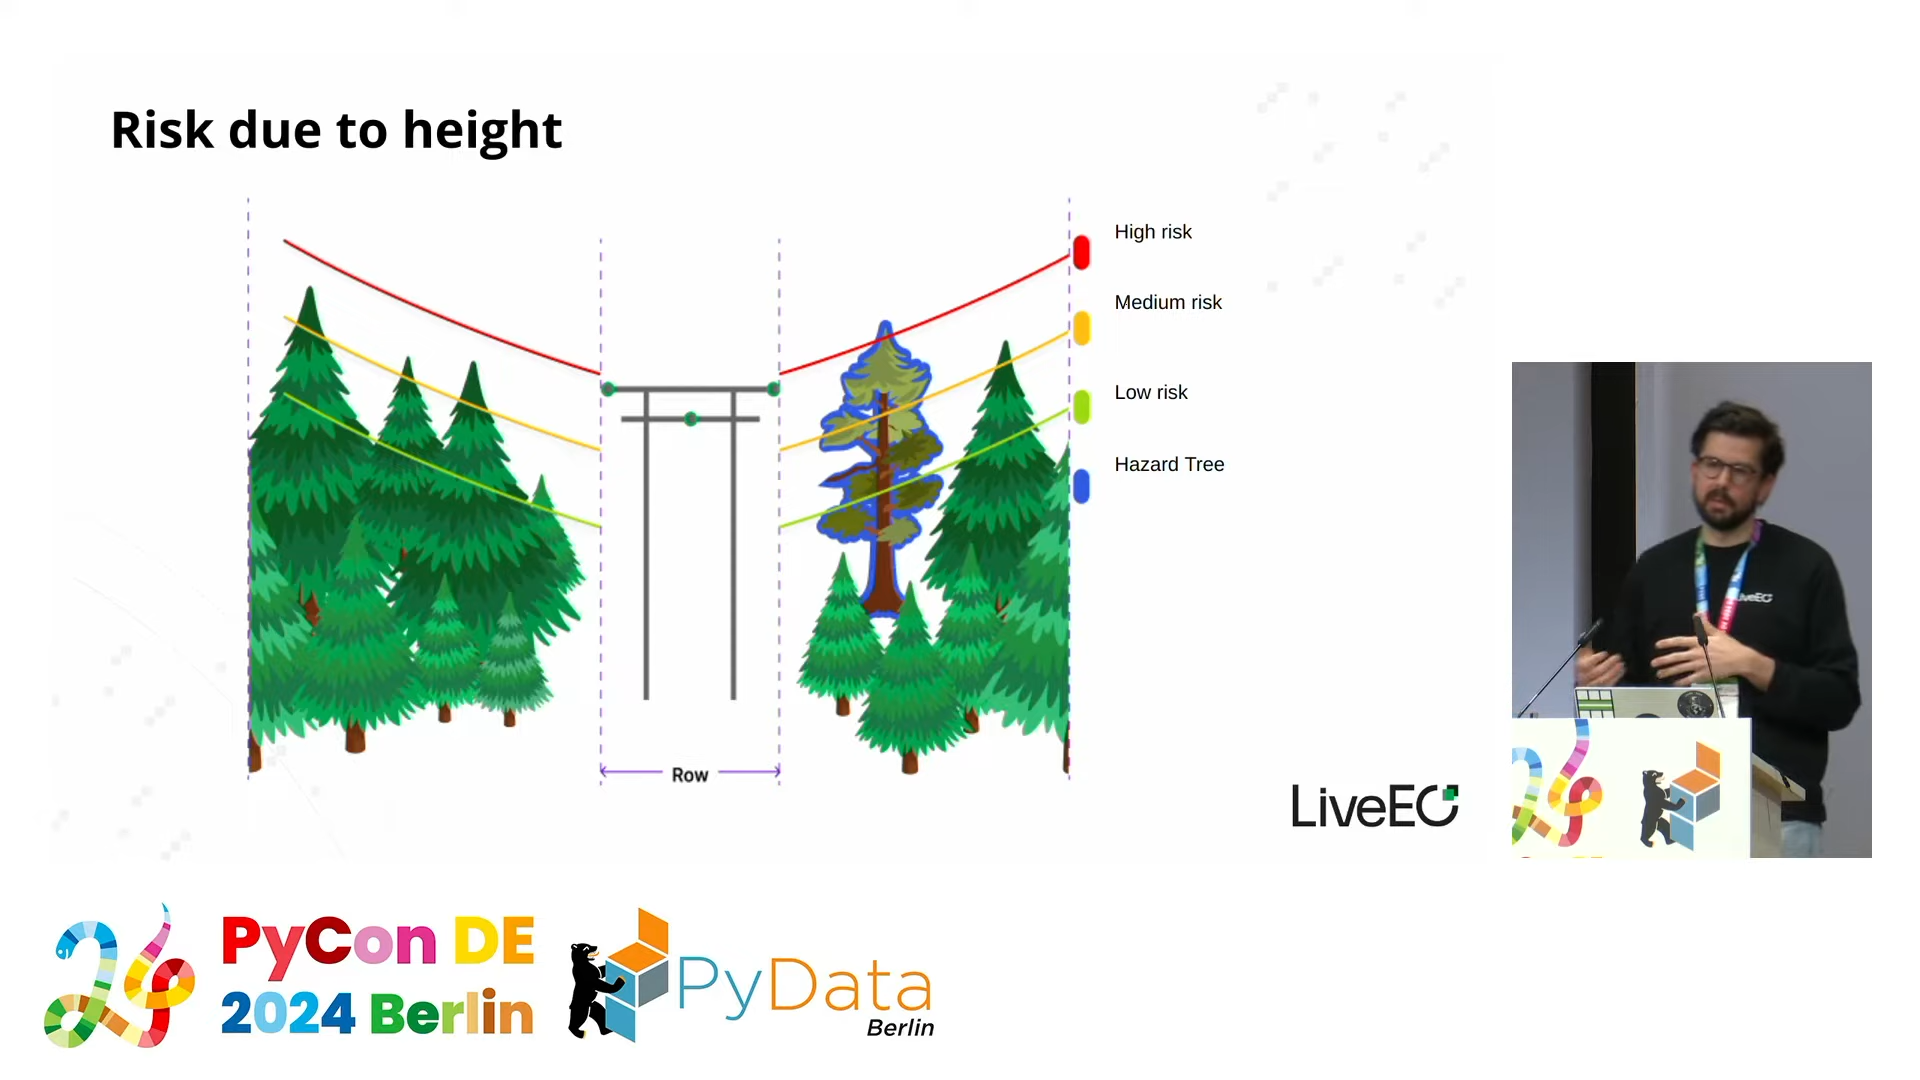 Risk due to height
High risk
Medium risk
Low risk
Hazard Tree
Row
LiveEO
LiveEO
PyCon DE
2024 Berlin
PyData
Berlin